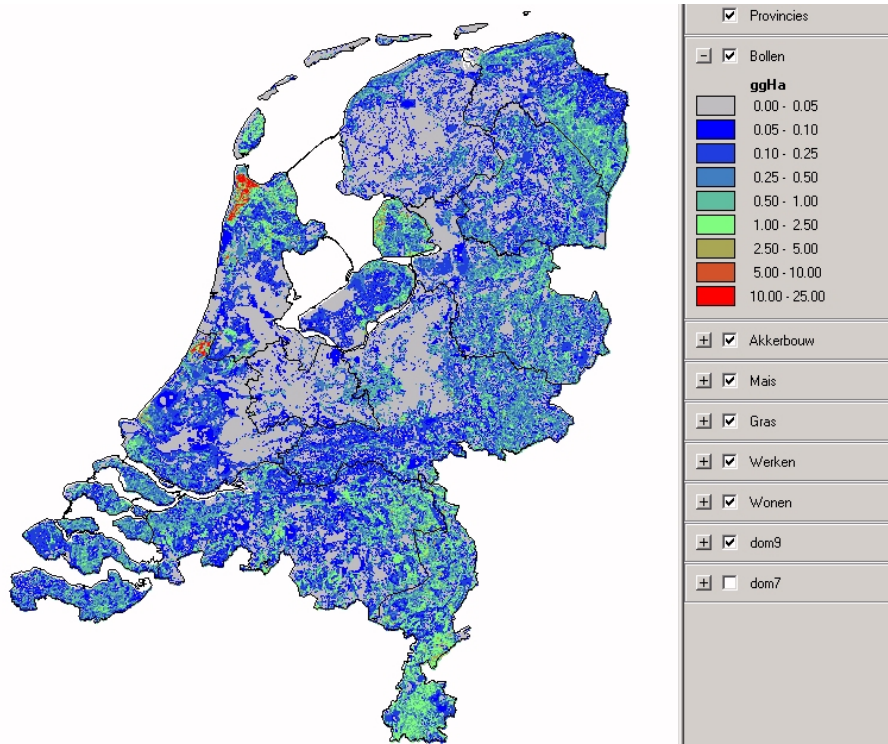 Provincies
Bollen
ggHa
0.00 - 0.05
0.05 - 0.10
0.10 - 0.25
0.25 - 0.50
0.50 - 1.00
1.00 - 2.50
2.50 - 5.00
5.00 - 10.00
10.00 - 25.00
Akkerbouw
Mais
Gras
Werken
Wonen
dom9
dom7